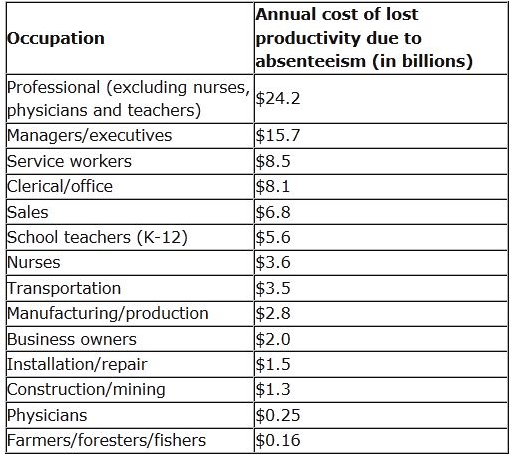 Occupation
Annual cost of lost
productivity due to
absenteeism (in billions)
Professional (excluding nurses,
physicians and teachers)
$24.2
Managers/executives
$15.7
Service workers
$8.5
Clerical/office
$8.1
Sales
$6.8
School teachers (K-12)
$5.6
Nurses
$3.6
Transportation
$3.5
Manufacturing/production
$2.8
Business owners
$2.0
Installation/repair
$1.5
Construction/mining
$1.3
Physicians
$0.25
Farmers/foresters/fishers
$0.16